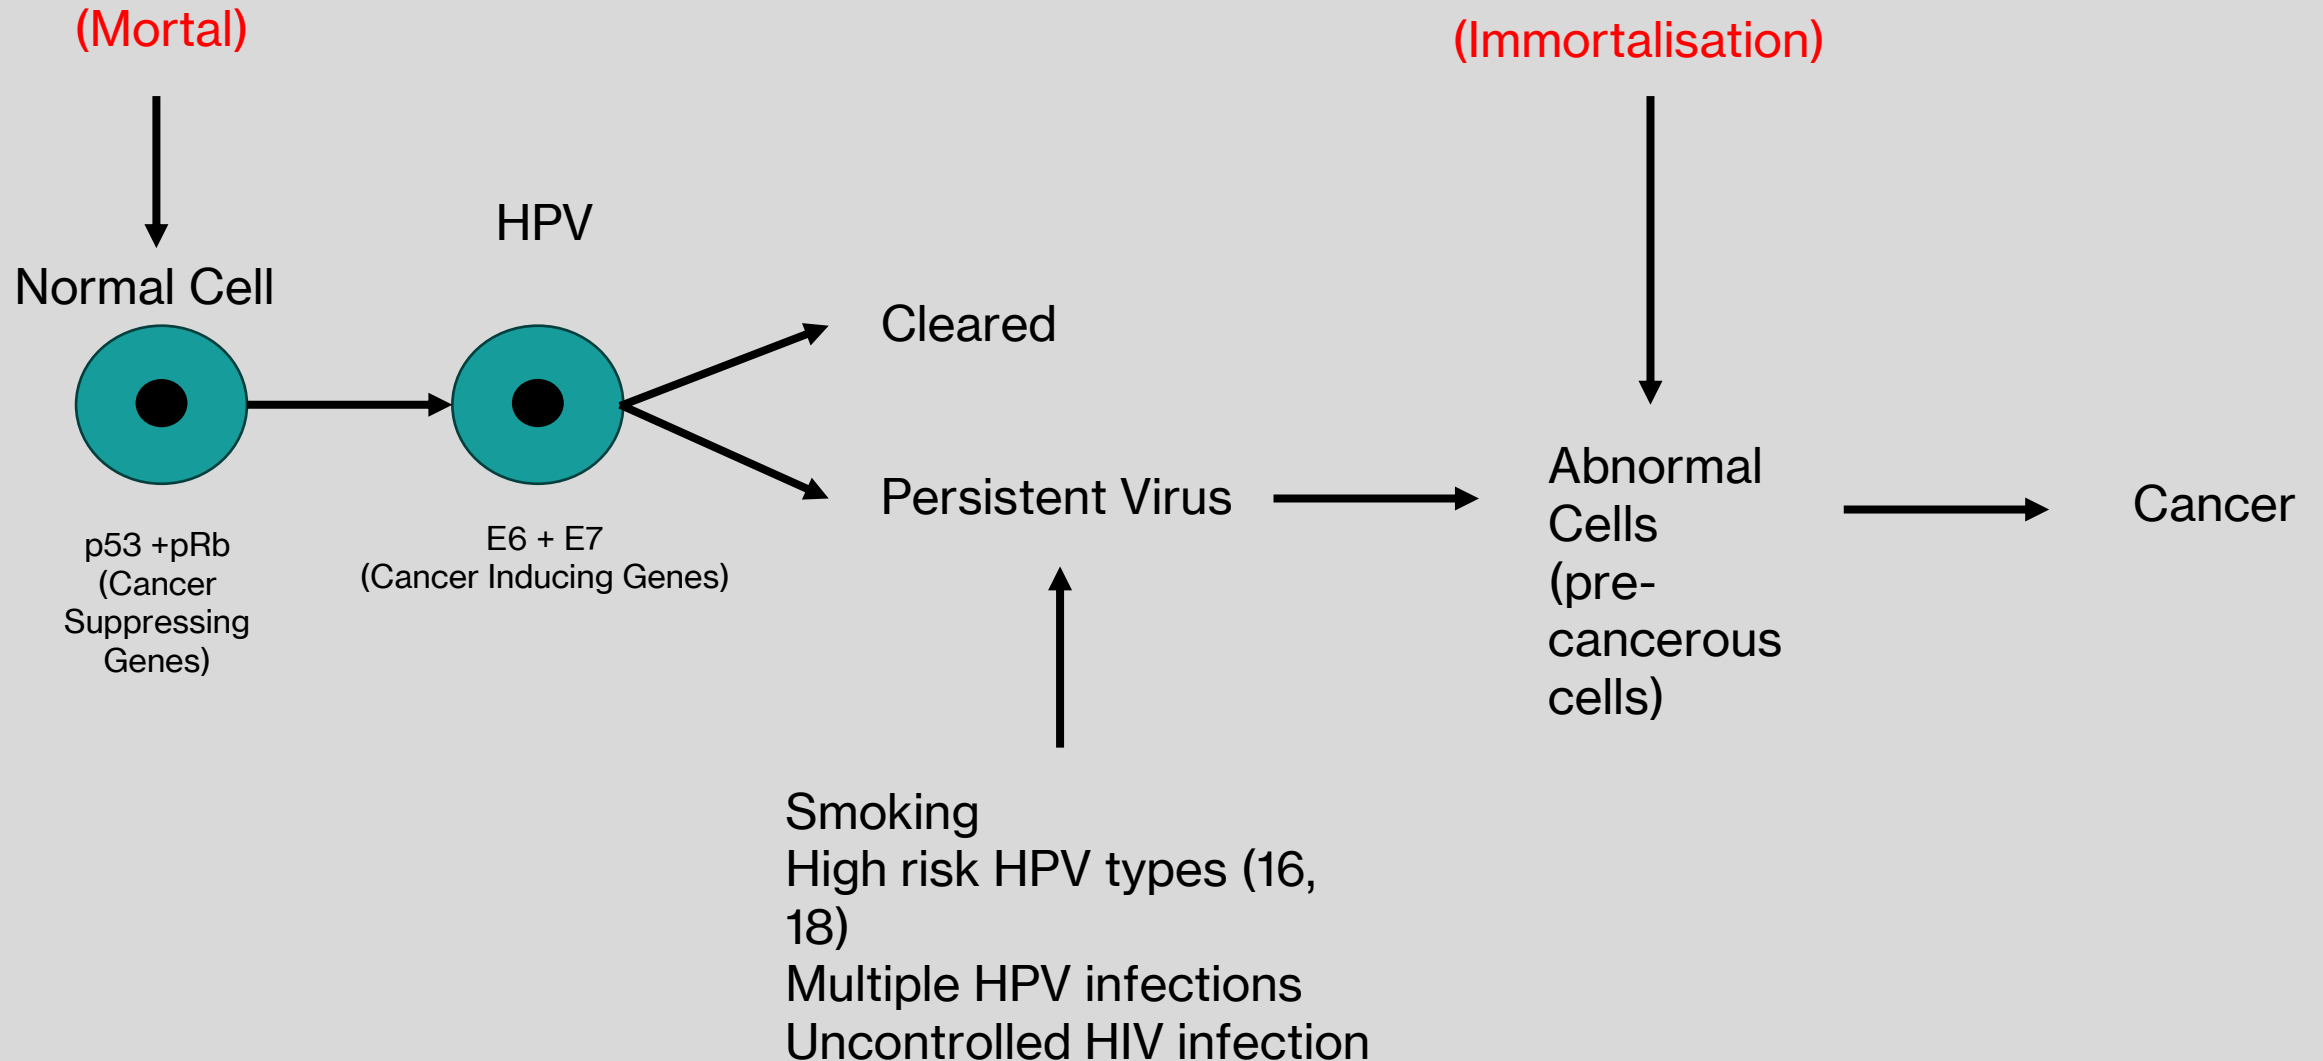 (Mortal)
(Immortalisation)
HPV
Normal Cell
Cleared
Persistent Virus
Abnormal
Cells
(pre-
cancerous
cells)
Cancer
p53 +pRb
(Cancer
Suppressing
Genes)
E6 + E7
(Cancer Inducing Genes)
Smoking
High risk HPV types (16,
18)
Multiple HPV infections
Uncontrolled HIV infection